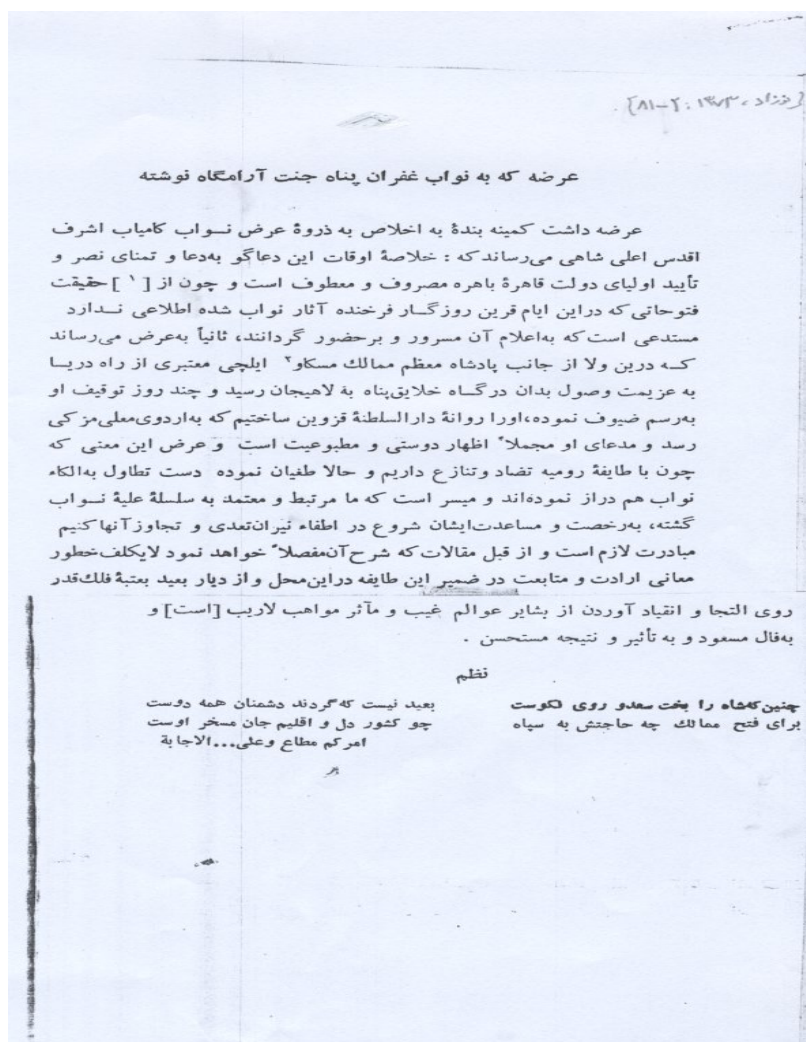 (نوزاد، ۱۳۷۳: ۲-۸۱).
عرضه که به نواب غفران پناه جنت آرامگاه نوشته
عرضه داشت کمینه بندهٔ به اخلاص به ذروهٔ عرض نـواب کامیاب اشرف
اقدس اعلی شاهی می‌رساند که : خلاصهٔ اوقات این دعاگو به‌دعا و تمنای نصر و
تأیید اولیای دولت قاهرهٔ باهره مصروف و معطوف است و چون از [ ۱ ] حقیقت
فتوحاتی که دراین ایام قرین روزگـار فرخنده آثار نواب شده اطلاعی نـدارد
مستدعی است که به‌اعلام آن مسرور و برحضور گردانند، ثانیاً به‌عرض می‌رساند
کـه درین ولا از جانب پادشاه معظم ممالك مسکاو۲ ایلچی معتبری از راه دریـا
به عزیمت وصول بدان درگـاه خلایق‌پناه به لاهیجان رسید و چند روز توقیف او
به‌رسم ضیوف نموده،اورا روانهٔ دارالسلطنهٔ قزوین ساختیم که به‌اردوی‌معلی‌مزکی
رسد و مدعای او مجملاً اظهار دوستی و مطبوعیت است و عرض این معنی که
چون با طایفهٔ رومیه تضاد وتنازع داریم و حالا طغیان نموده دست تطاول به‌الکاء
نواب هم دراز نموده‌اند و میسر است که ما مرتبط و معتمد به سلسلهٔ علیهٔ نـواب
گشته، به‌رخصت و مساعدت‌ایشان شروع در اطفاء نیران‌تعدی و تجاوزآنهاکنیم
مبادرت لازم است و از قبل مقالات که شرح‌آن‌مفصلاً خواهد نمود لایکلف‌خطور
معانی ارادت و متابعت در ضمیر این طایفه دراین‌محل و از دیار بعید بعتبهٔ فلك‌قدر
روی التجا و انقیاد آوردن از بشایر عوالم غیب و مآثر مواهب لاریب [است] و
به‌فال مسعود و به تأثیر و نتیجه مستحسن .
نظم
چنین‌که‌شاه را بخت سعدو روی نکوست بعید نیست که‌گردند دشمنان همه دوست
برای فتح ممالك چه حاجتش به سپاه چو کشور دل و اقلیم جان مسخر اوست
امرکم مطاع وعلی...الاجابة